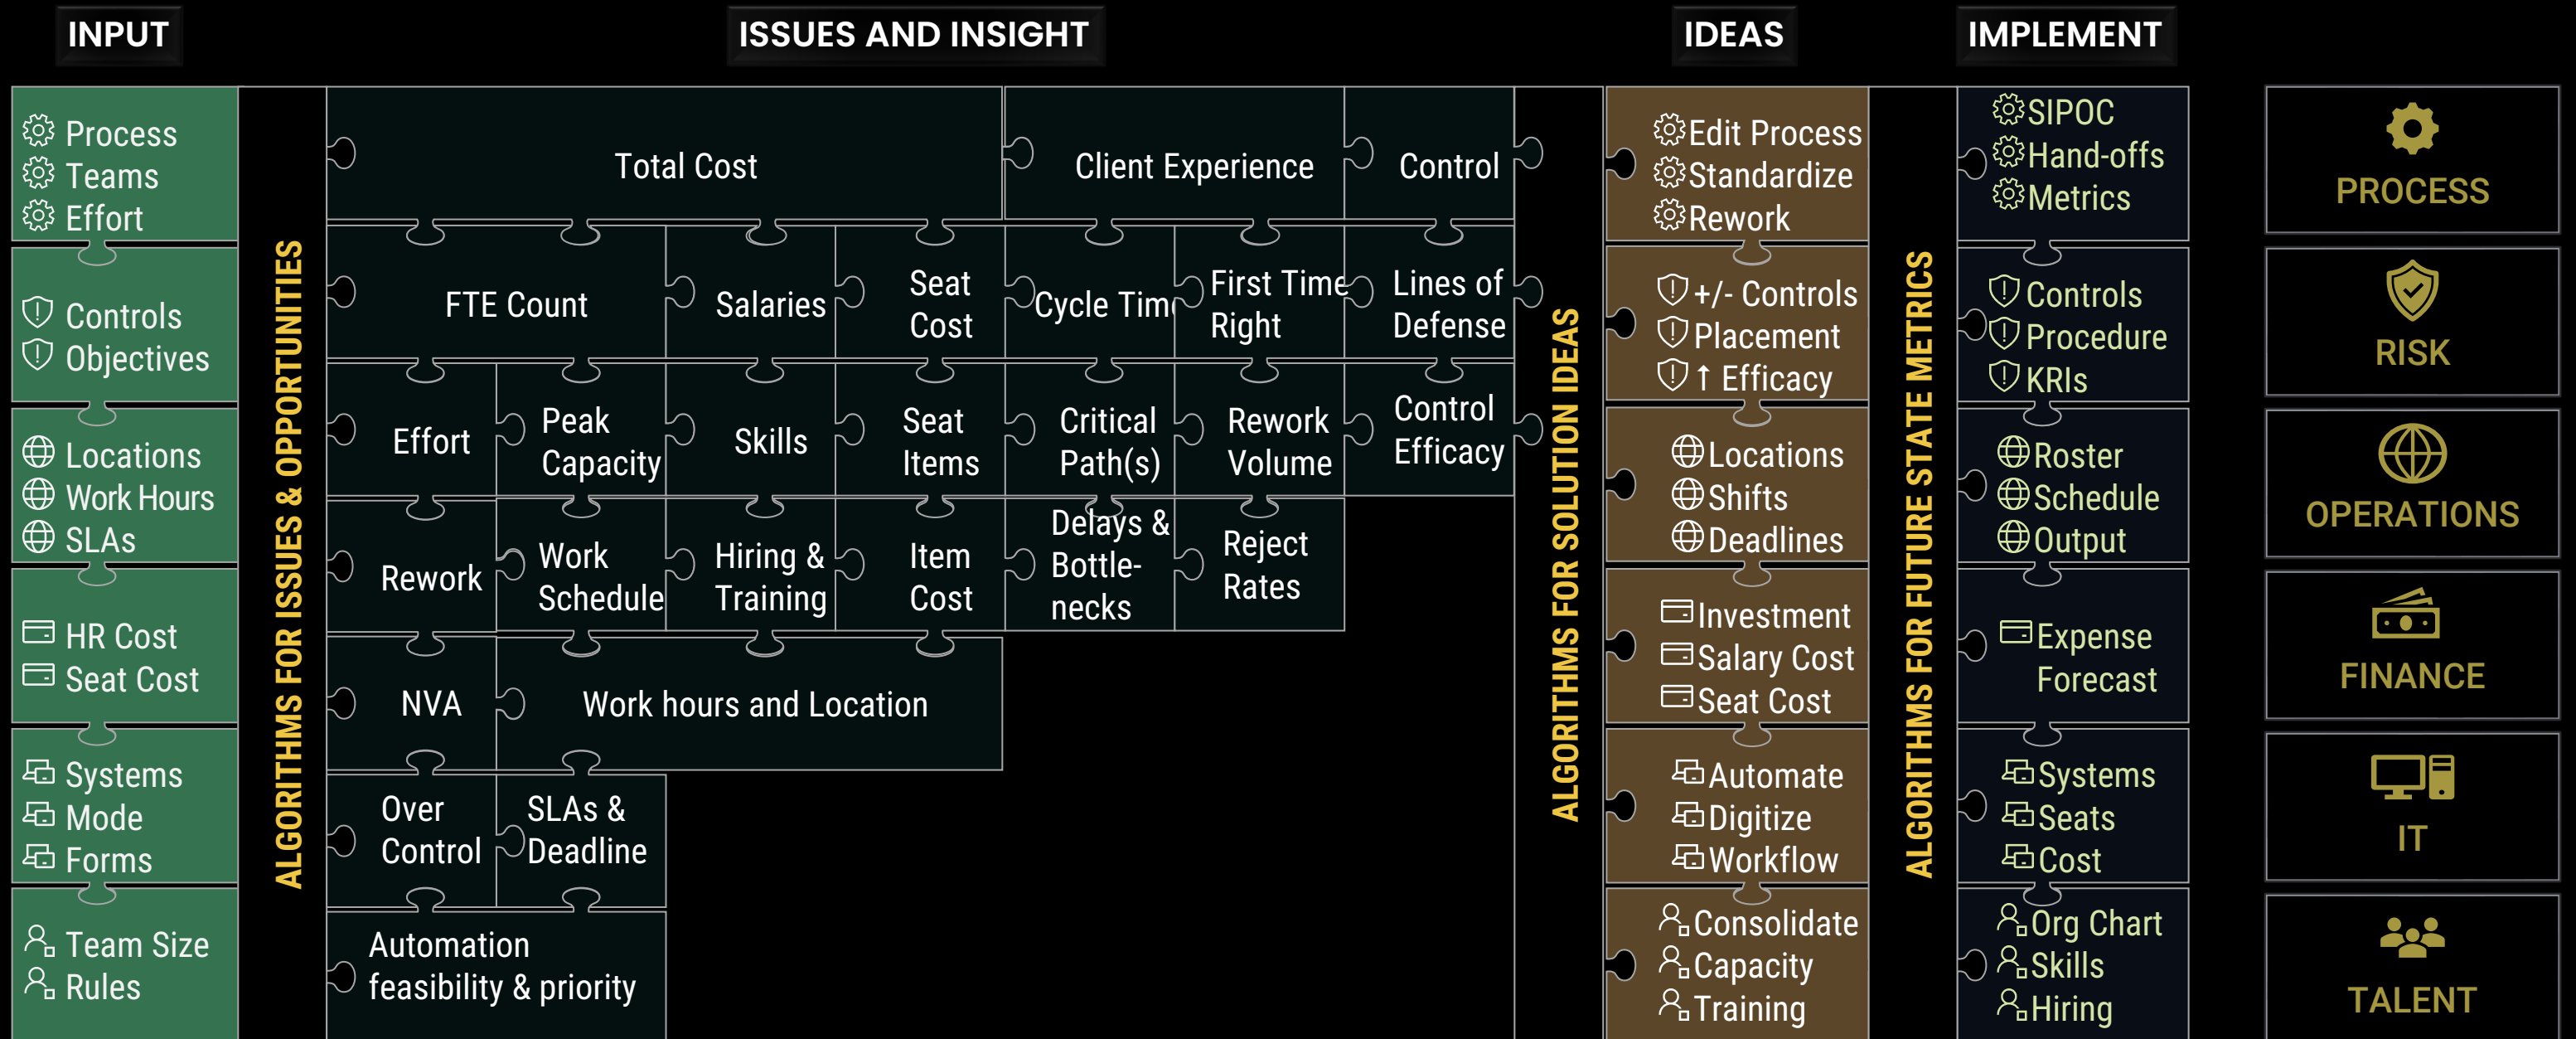 INPUT
ISSUES AND INSIGHT
IDEAS
IMPLEMENT
Process
Teams
Effort
Controls
Objectives
Locations
Work Hours
SLAs
HR Cost
Seat Cost
Systems
Mode
Forms
Team Size
Rules
ALGORITHMS FOR ISSUES & OPPORTUNITIES
Total Cost
Client Experience
Control
FTE Count
Salaries
Seat
Cost
Cycle Time
First Time
Right
Lines of
Defense
Effort
Peak
Capacity
Skills
Seat
Items
Critical
Path(s)
Rework
Volume
Control
Efficacy
Rework
Work
Schedule
Hiring &
Training
Item
Cost
Delays &
Bottle-
necks
Reject
Rates
NVA
Work hours and Location
Over
Control
SLAs &
Deadline
Automation
feasibility & priority
ALGORITHMS FOR SOLUTION IDEAS
Edit Process
Standardize
Rework
+/- Controls
Placement
↑ Efficacy
Locations
Shifts
Deadlines
Investment
Salary Cost
Seat Cost
Automate
Digitize
Workflow
Consolidate
Capacity
Training
ALGORITHMS FOR FUTURE STATE METRICS
SIPOC
Hand-offs
Metrics
Controls
Procedure
KRIs
Roster
Schedule
Output
Expense
Forecast
Systems
Seats
Cost
Org Chart
Skills
Hiring
PROCESS
RISK
OPERATIONS
FINANCE
IT
TALENT